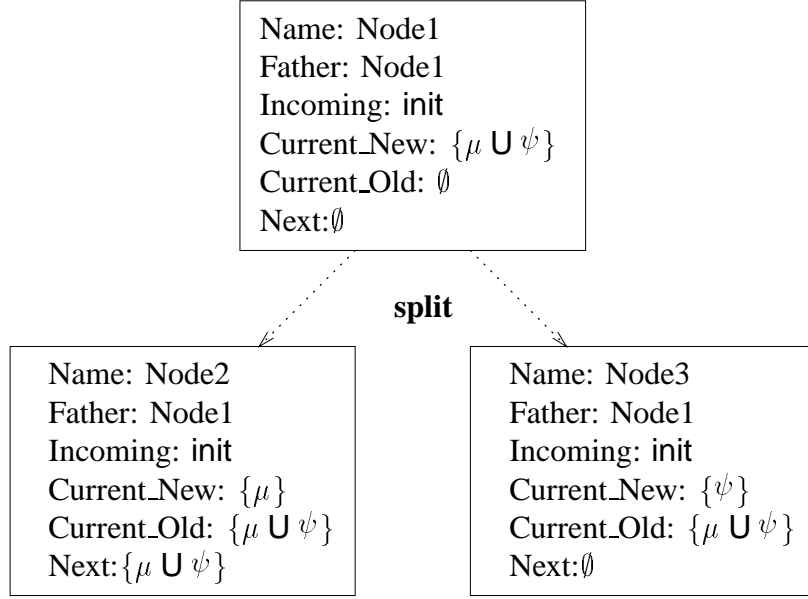 Name: Node1
Father: Node1
Incoming: init
Current_New: {μ U ψ}
Current_Old: ∅
Next:∅
split
Name: Node2
Father: Node1
Incoming: init
Current_New: {μ}
Current_Old: {μ U ψ}
Next:{μ U ψ}
Name: Node3
Father: Node1
Incoming: init
Current_New: {ψ}
Current_Old: {μ U ψ}
Next:∅